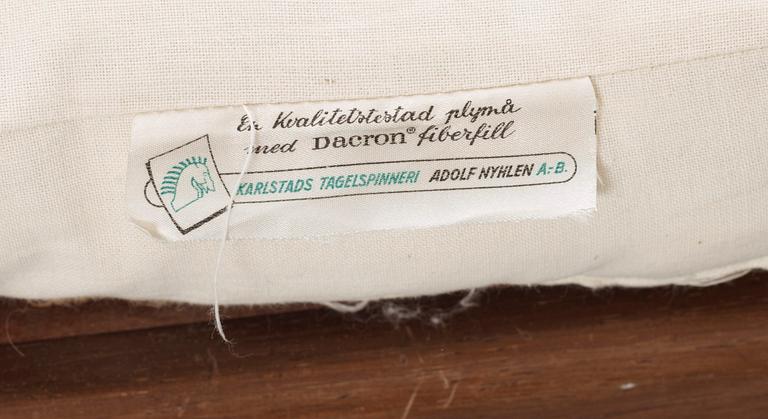 En Kvalitetstestad plymå
med Dacron® fiberfill
KARLSTADS TAGELSPINNERI ADOLF NYHLEN A.-B.